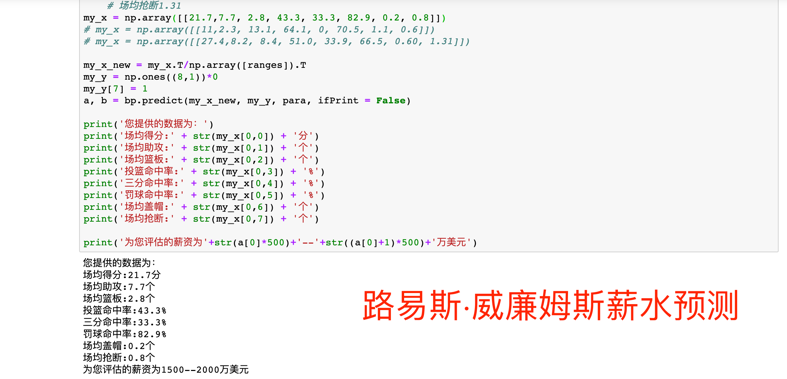 # 场均抢断1.31
my_x = np.array([[21.7,7.7, 2.8, 43.3, 33.3, 82.9, 0.2, 0.8]])
# my_x = np.array([[11,2.3, 13.1, 64.1, 0, 70.5, 1.1, 0.6]])
# my_x = np.array([[27.4,8.2, 8.4, 51.0, 33.9, 66.5, 0.60, 1.31]])
my_x_new = my_x.T/np.array([ranges]).T
my_y = np.ones((8,1))*0
my_y[7] = 1
a, b = bp.predict(my_x_new, my_y, para, ifPrint = False)
print('您提供的数据为：')
print('场均得分:' + str(my_x[0,0]) + '分')
print('场均助攻:' + str(my_x[0,1]) + '个')
print('场均篮板:' + str(my_x[0,2]) + '个')
print('投篮命中率:' + str(my_x[0,3]) + '%')
print('三分命中率:' + str(my_x[0,4]) + '%')
print('罚球命中率:' + str(my_x[0,5]) + '%')
print('场均盖帽:' + str(my_x[0,6]) + '个')
print('场均抢断:' + str(my_x[0,7]) + '个')
print('为您评估的薪资为'+str(a[0]*500)+'--'+str((a[0]+1)*500)+'万美元')
您提供的数据为：
场均得分:21.7分
场均助攻:7.7个
场均篮板:2.8个
投篮命中率:43.3%
三分命中率:33.3%
罚球命中率:82.9%
场均盖帽:0.2个
场均抢断:0.8个
为您评估的薪资为1500--2000万美元
路易斯·威廉姆斯薪水预测